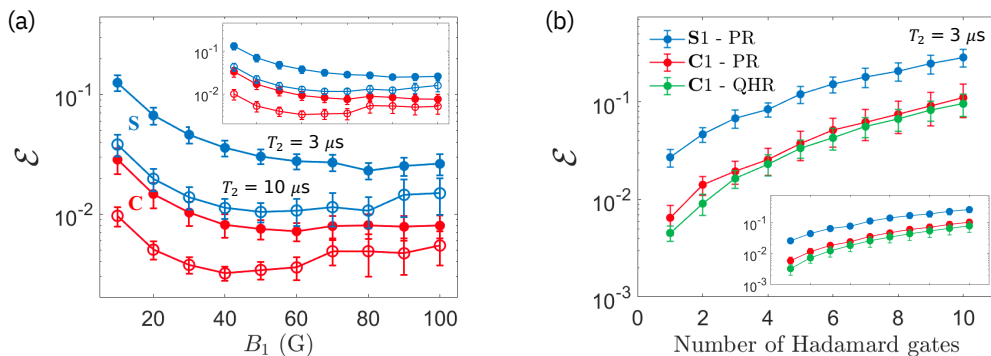 (a)
10⁻¹
10⁻²
ℰ
S
C
T₂ = 3 μs
T₂ = 10 μs
10⁻¹
10⁻²
20 40 60 80 100
B₁ (G)
(b)
S1 - PR
C1 - PR
C1 - QHR
T₂ = 3 μs
10⁻¹
10⁻²
10⁻³
ℰ
10⁻¹
10⁻²
10⁻³
0 2 4 6 8 10
Number of Hadamard gates